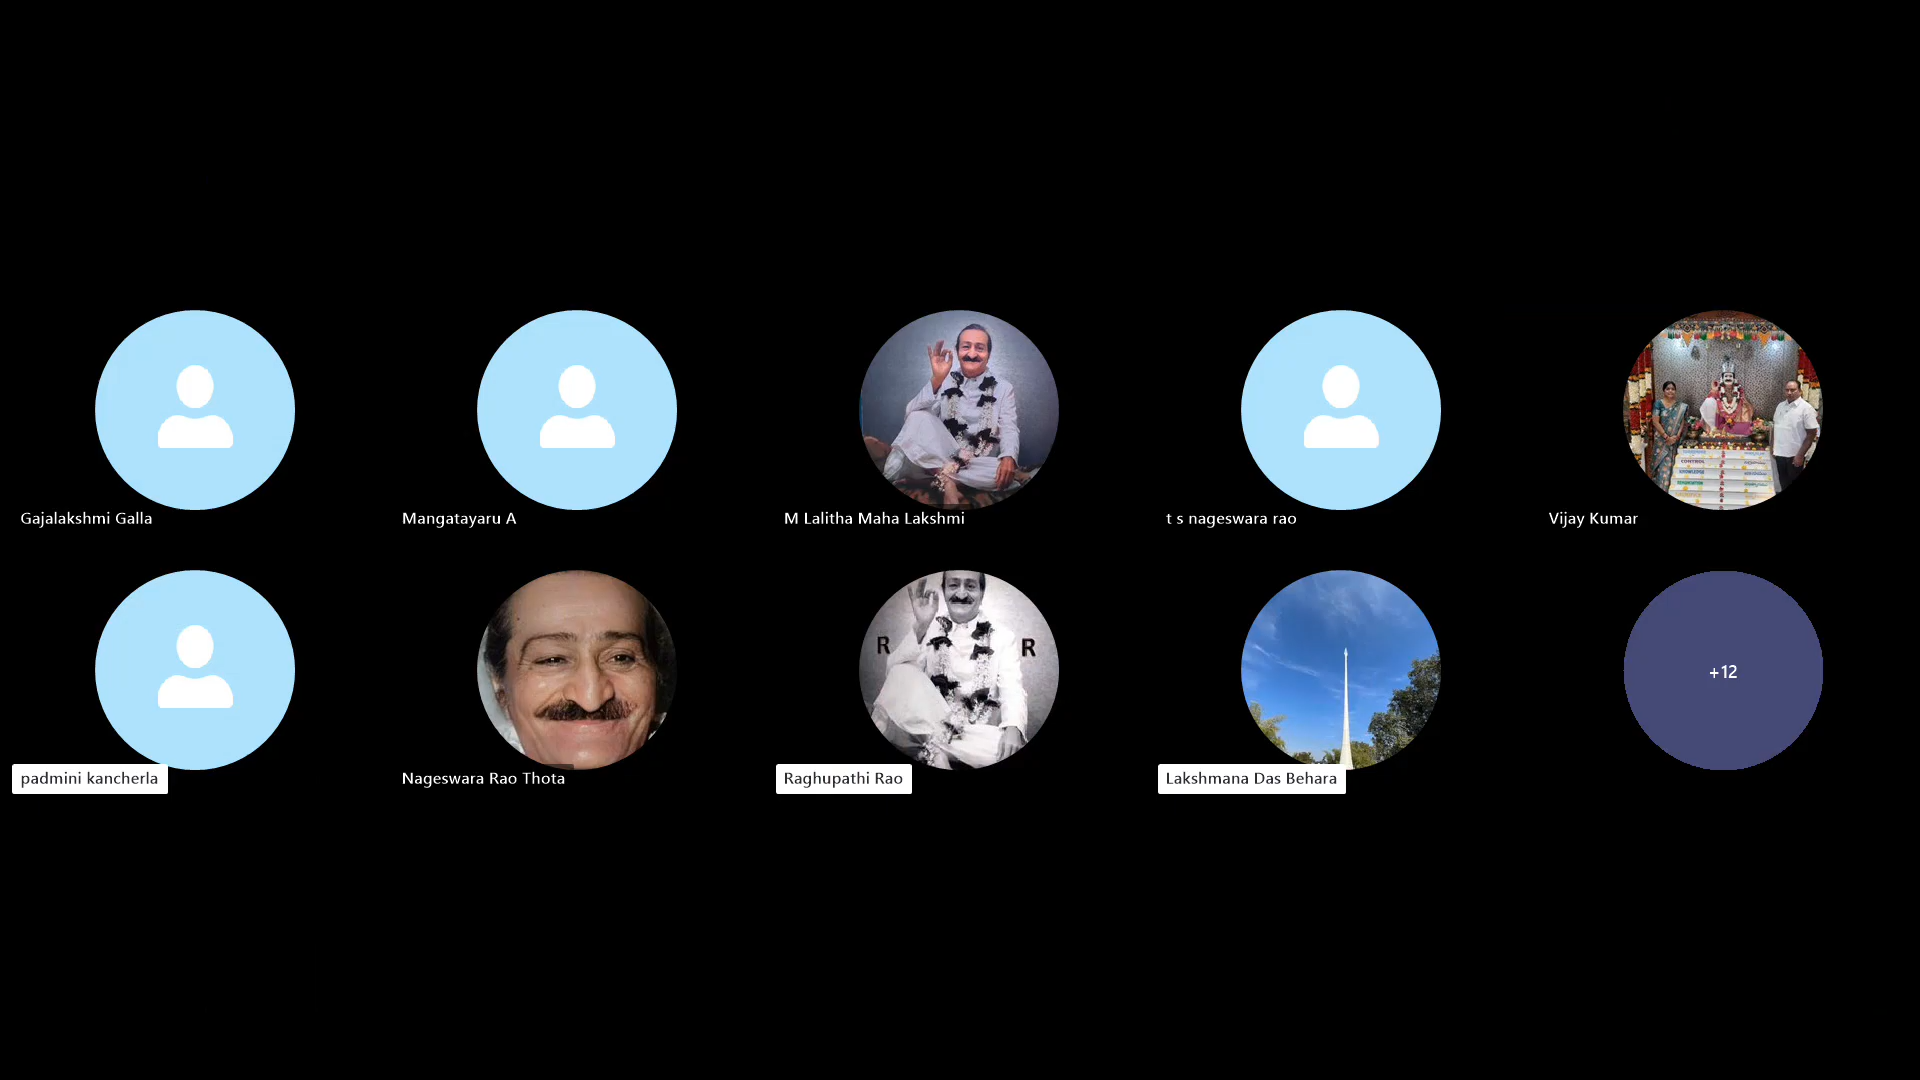 Gajalakshmi Galla
Mangatayaru A
M Lalitha Maha Lakshmi
t s nageswara rao
CONTROL
Vijay Kumar
padmini kancherla
Nageswara Rao Thota
R R
Raghupathi Rao
Lakshmana Das Behara
+12